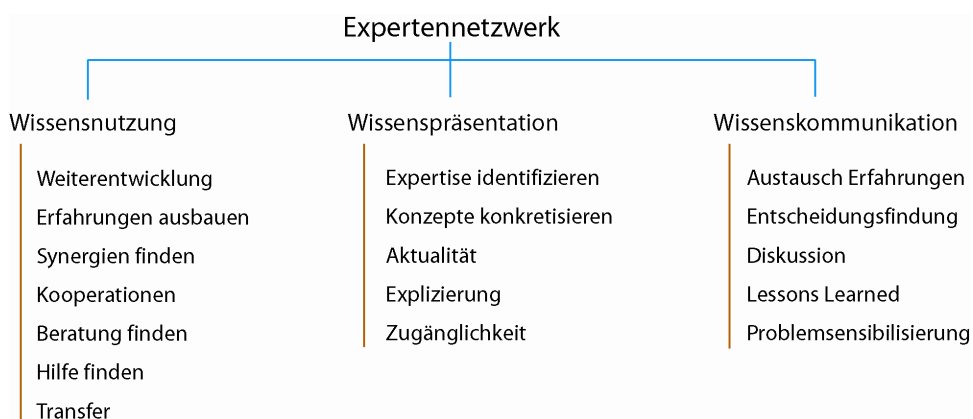 Expertennetzwerk
Wissensnutzung
Weiterentwicklung
Erfahrungen ausbauen
Synergien finden
Kooperationen
Beratung finden
Hilfe finden
Transfer
Wissenspräsentation
Expertise identifizieren
Konzepte konkretisieren
Aktualität
Explizierung
Zugänglichkeit
Wissenskommunikation
Austausch Erfahrungen
Entscheidungsfindung
Diskussion
Lessons Learned
Problemsensibilisierung